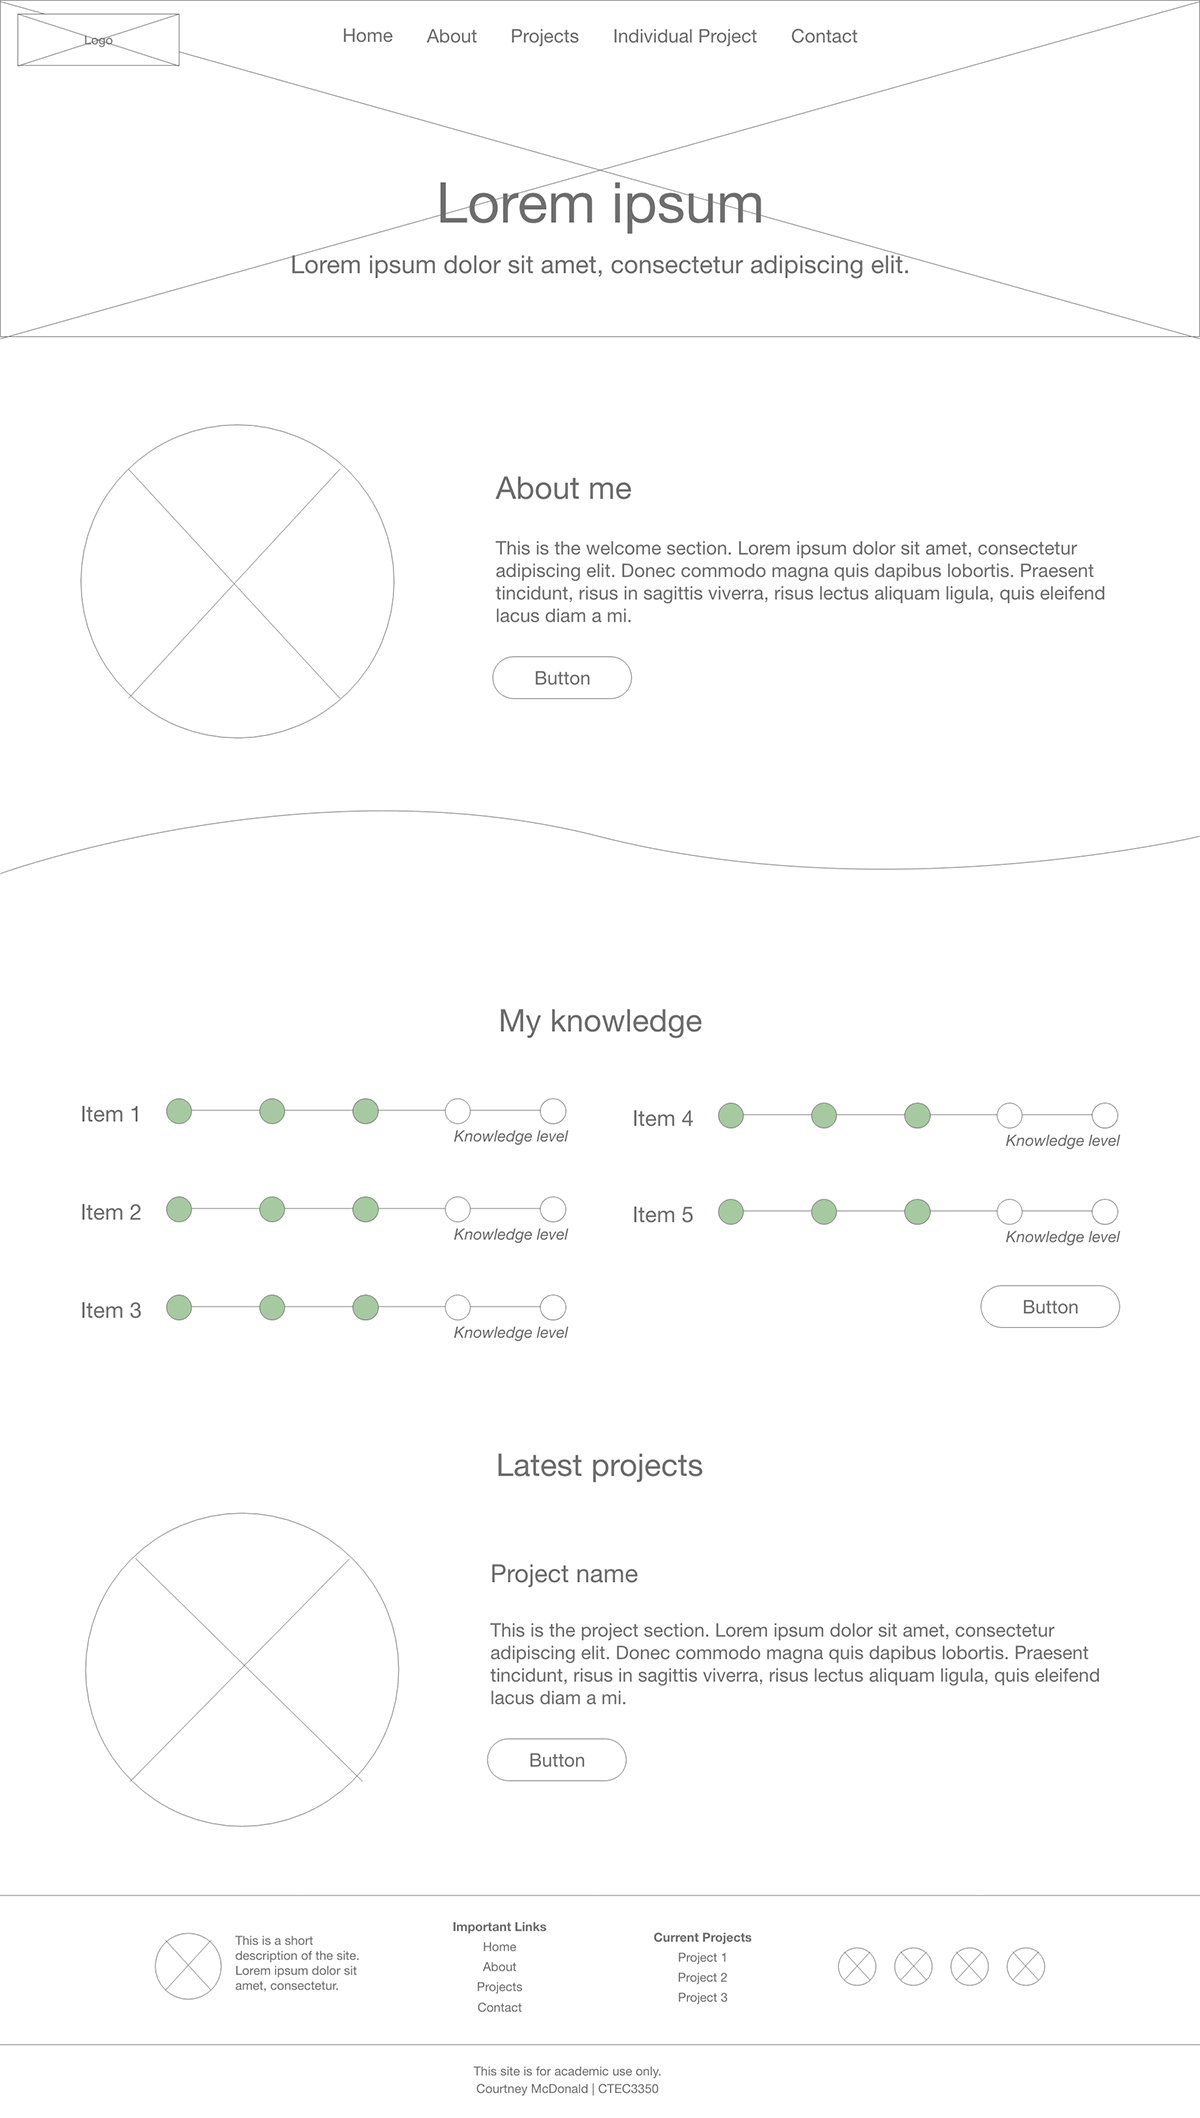 Logo
Home About Projects Individual Project Contact
Lorem ipsum
Lorem ipsum dolor sit amet, consectetur adipiscing elit.
About me
This is the welcome section. Lorem ipsum dolor sit amet, consectetur
adipiscing elit. Donec commodo magna quis dapibus lobortis. Praesent
tincidunt, risus in sagittis viverra, risus lectus aliquam ligula, quis eleifend
lacus diam a mi.
Button
My knowledge
Item 1
Knowledge level
Item 2
Knowledge level
Item 3
Knowledge level
Item 4
Knowledge level
Item 5
Knowledge level
Button
Latest projects
Project name
This is the project section. Lorem ipsum dolor sit amet, consectetur
adipiscing elit. Donec commodo magna quis dapibus lobortis. Praesent
tincidunt, risus in sagittis viverra, risus lectus aliquam ligula, quis eleifend
lacus diam a mi.
Button
This is a short
description of the site.
Lorem ipsum dolor sit
amet, consectetur.
Important Links
Home
About
Projects
Contact
Current Projects
Project 1
Project 2
Project 3
This site is for academic use only.
Courtney McDonald | CTEC3350